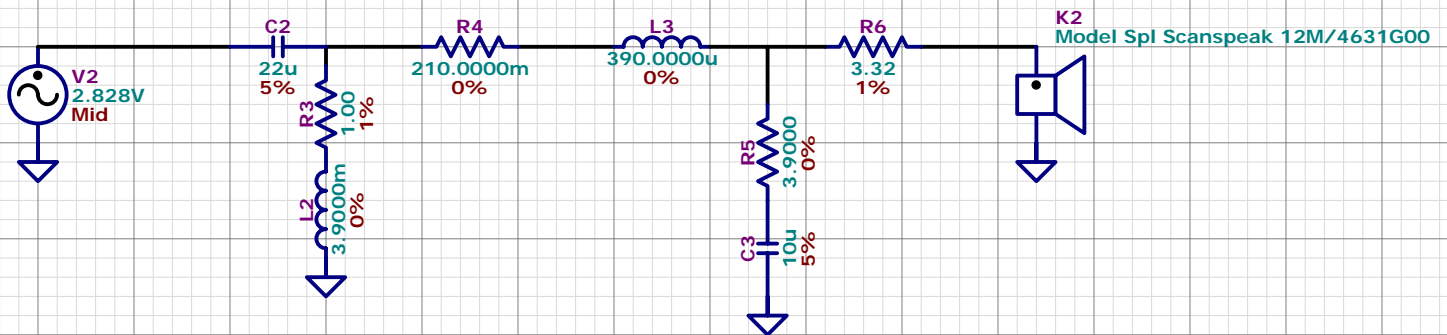 V2
2.828V
Mid
C2
22u
5%
R3
1.00
1%
L2
3.9000m
0%
R4
210.0000m
0%
L3
390.0000u
0%
R5
3.9000
0%
C3
10u
5%
R6
3.32
1%
K2
Model Spl Scanspeak 12M/4631G00